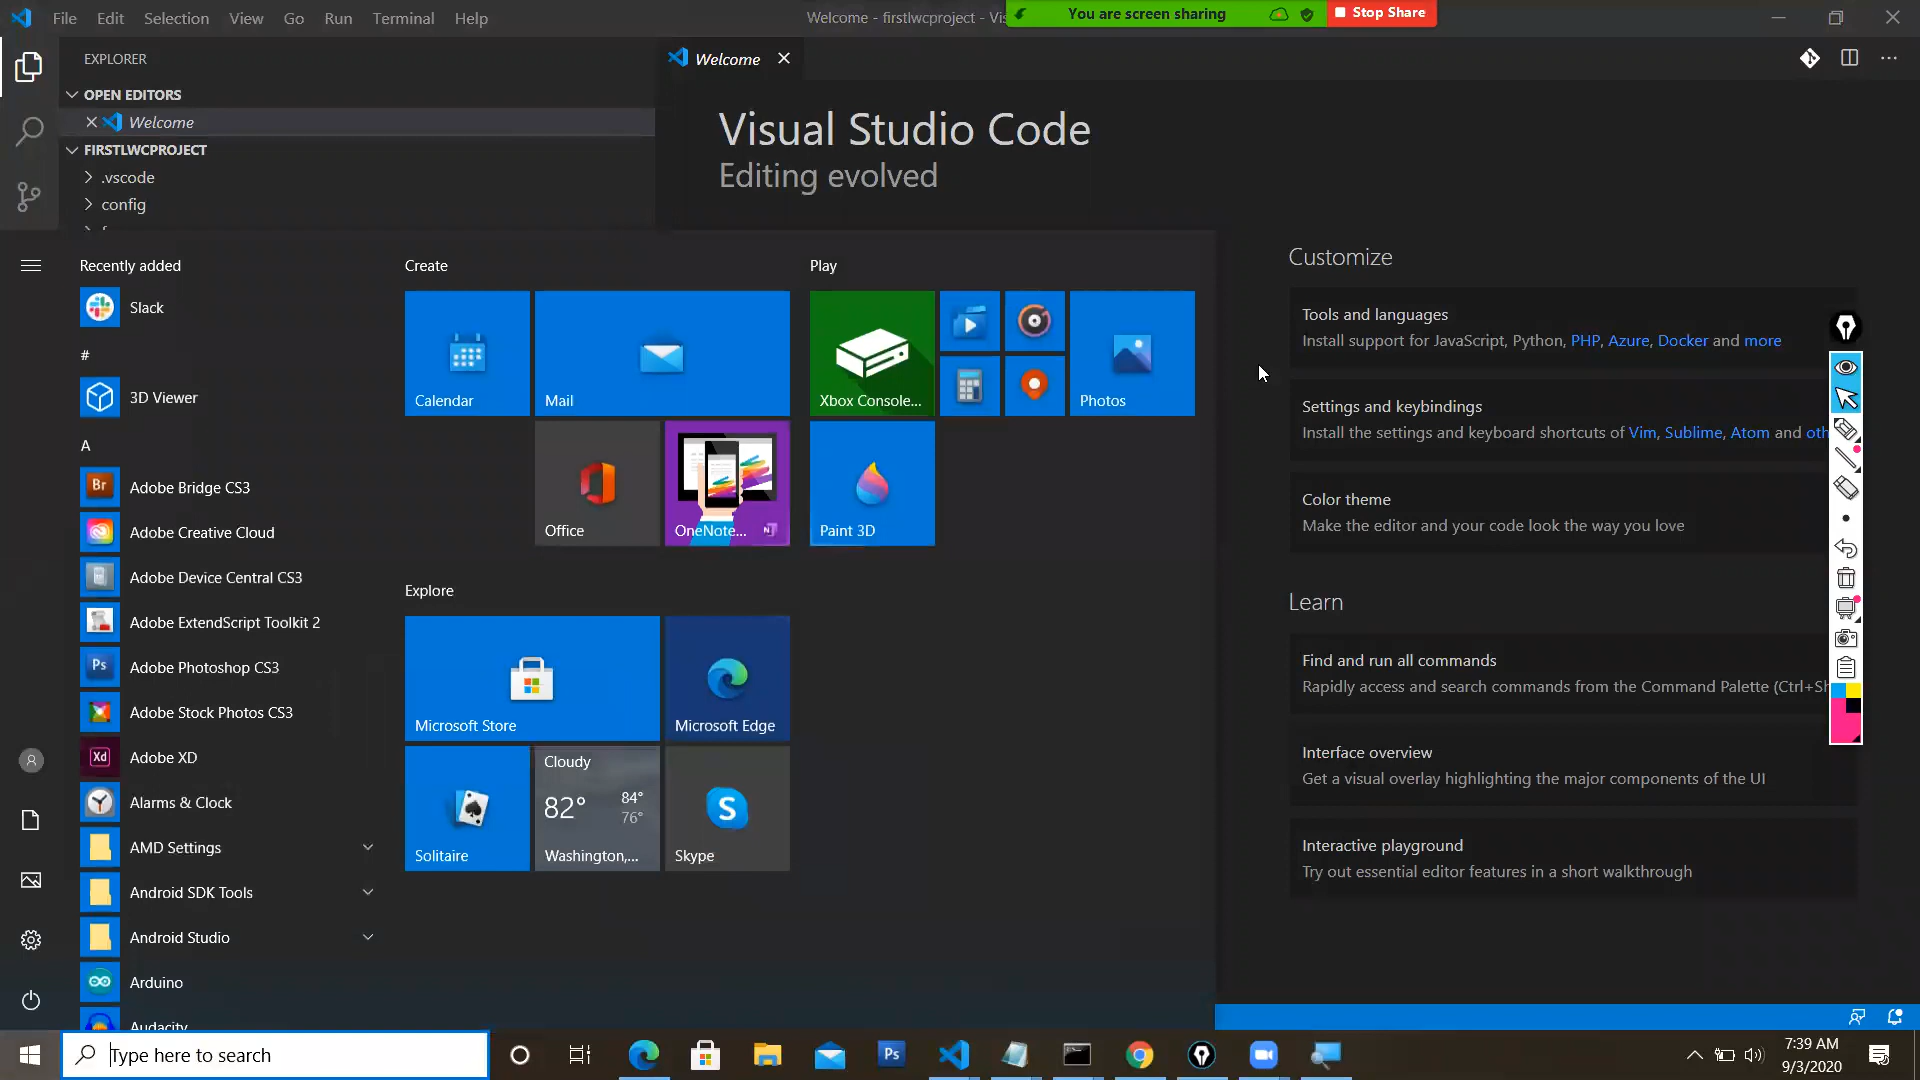 File Edit Selection View Go Run Terminal Help
Welcome - firstlwcproject - Vis
You are screen sharing
Stop Share
EXPLORER
Welcome
OPEN EDITORS
Welcome
FIRSTLWCPROJECT
.vscode
config
Visual Studio Code
Editing evolved
Recently added
Slack
#
3D Viewer
A
Adobe Bridge CS3
Adobe Creative Cloud
Adobe Device Central CS3
Adobe ExtendScript Toolkit 2
Adobe Photoshop CS3
Adobe Stock Photos CS3
Adobe XD
Alarms & Clock
AMD Settings
Android SDK Tools
Android Studio
Arduino
Audacity
Create
Calendar
Mail
Office
OneNote...
Explore
Microsoft Store
Microsoft Edge
Solitaire
Cloudy
82°
84°
76°
Washington,...
Skype
Play
Xbox Console...
Photos
Paint 3D
Customize
Tools and languages
Install support for JavaScript, Python, PHP, Azure, Docker and more
Settings and keybindings
Install the settings and keyboard shortcuts of Vim, Sublime, Atom and oth
Color theme
Make the editor and your code look the way you love
Learn
Find and run all commands
Rapidly access and search commands from the Command Palette (Ctrl+Sh
Interface overview
Get a visual overlay highlighting the major components of the UI
Interactive playground
Try out essential editor features in a short walkthrough
Br
Ps
Xd
Type here to search
Ps
7:39 AM
9/3/2020